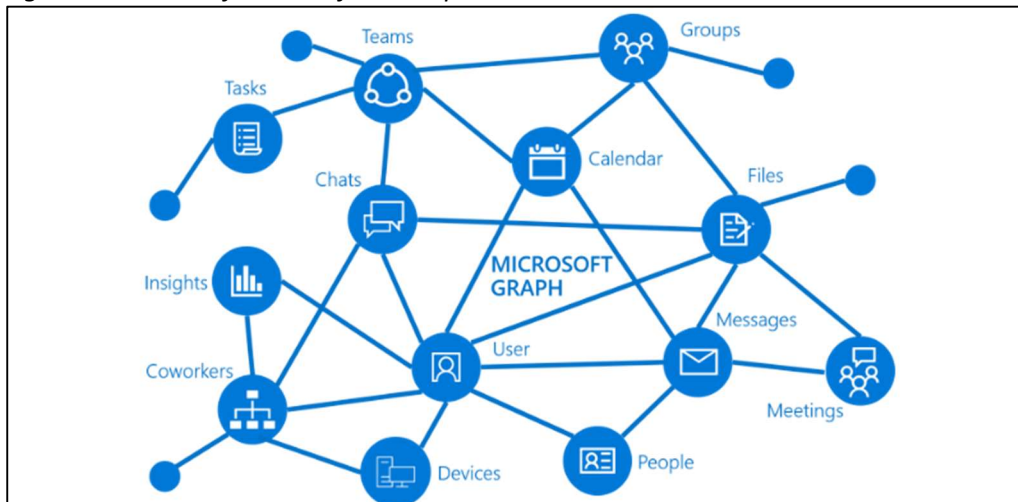 Teams
Groups
Tasks
Calendar
Chats
Files
MICROSOFT
GRAPH
Insights
Messages
User
Coworkers
Meetings
Devices
People